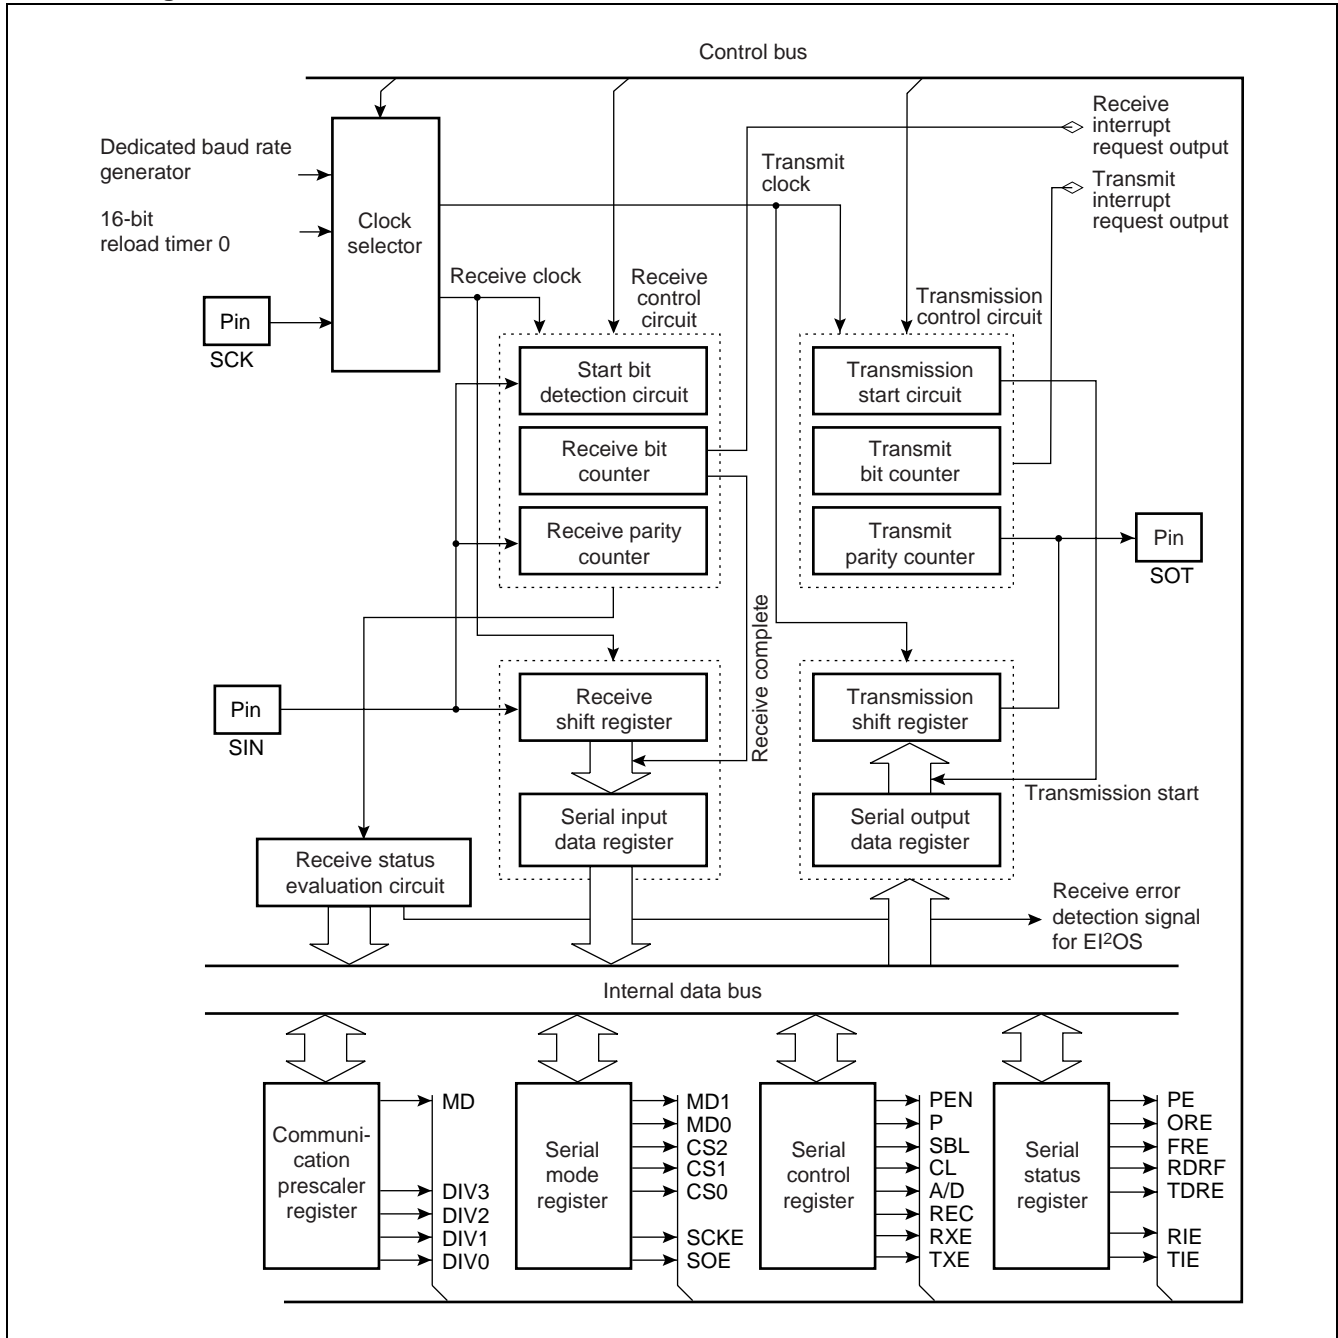 Control bus
Receive
interrupt
request output
Dedicated baud rate
generator
Transmit
clock
Transmit
interrupt
request output
16-bit
reload timer 0
Clock
selector
Receive clock
Receive
control
circuit
Transmission
control circuit
Pin
SCK
Start bit
detection circuit
Transmission
start circuit
Receive bit
counter
Transmit
bit counter
Receive parity
counter
Transmit
parity counter
Pin
SOT
Receive complete
Pin
SIN
Receive
shift register
Transmission
shift register
Transmission start
Serial input
data register
Serial output
data register
Receive status
evaluation circuit
Receive error
detection signal
for EI2OS
Internal data bus
Communi-
cation
prescaler
register
MD
DIV3
DIV2
DIV1
DIV0
Serial
mode
register
MD1
MD0
CS2
CS1
CS0
SCKE
SOE
Serial
control
register
PEN
P
SBL
CL
A/D
REC
RXE
TXE
Serial
status
register
PE
ORE
FRE
RDRF
TDRE
RIE
TIE